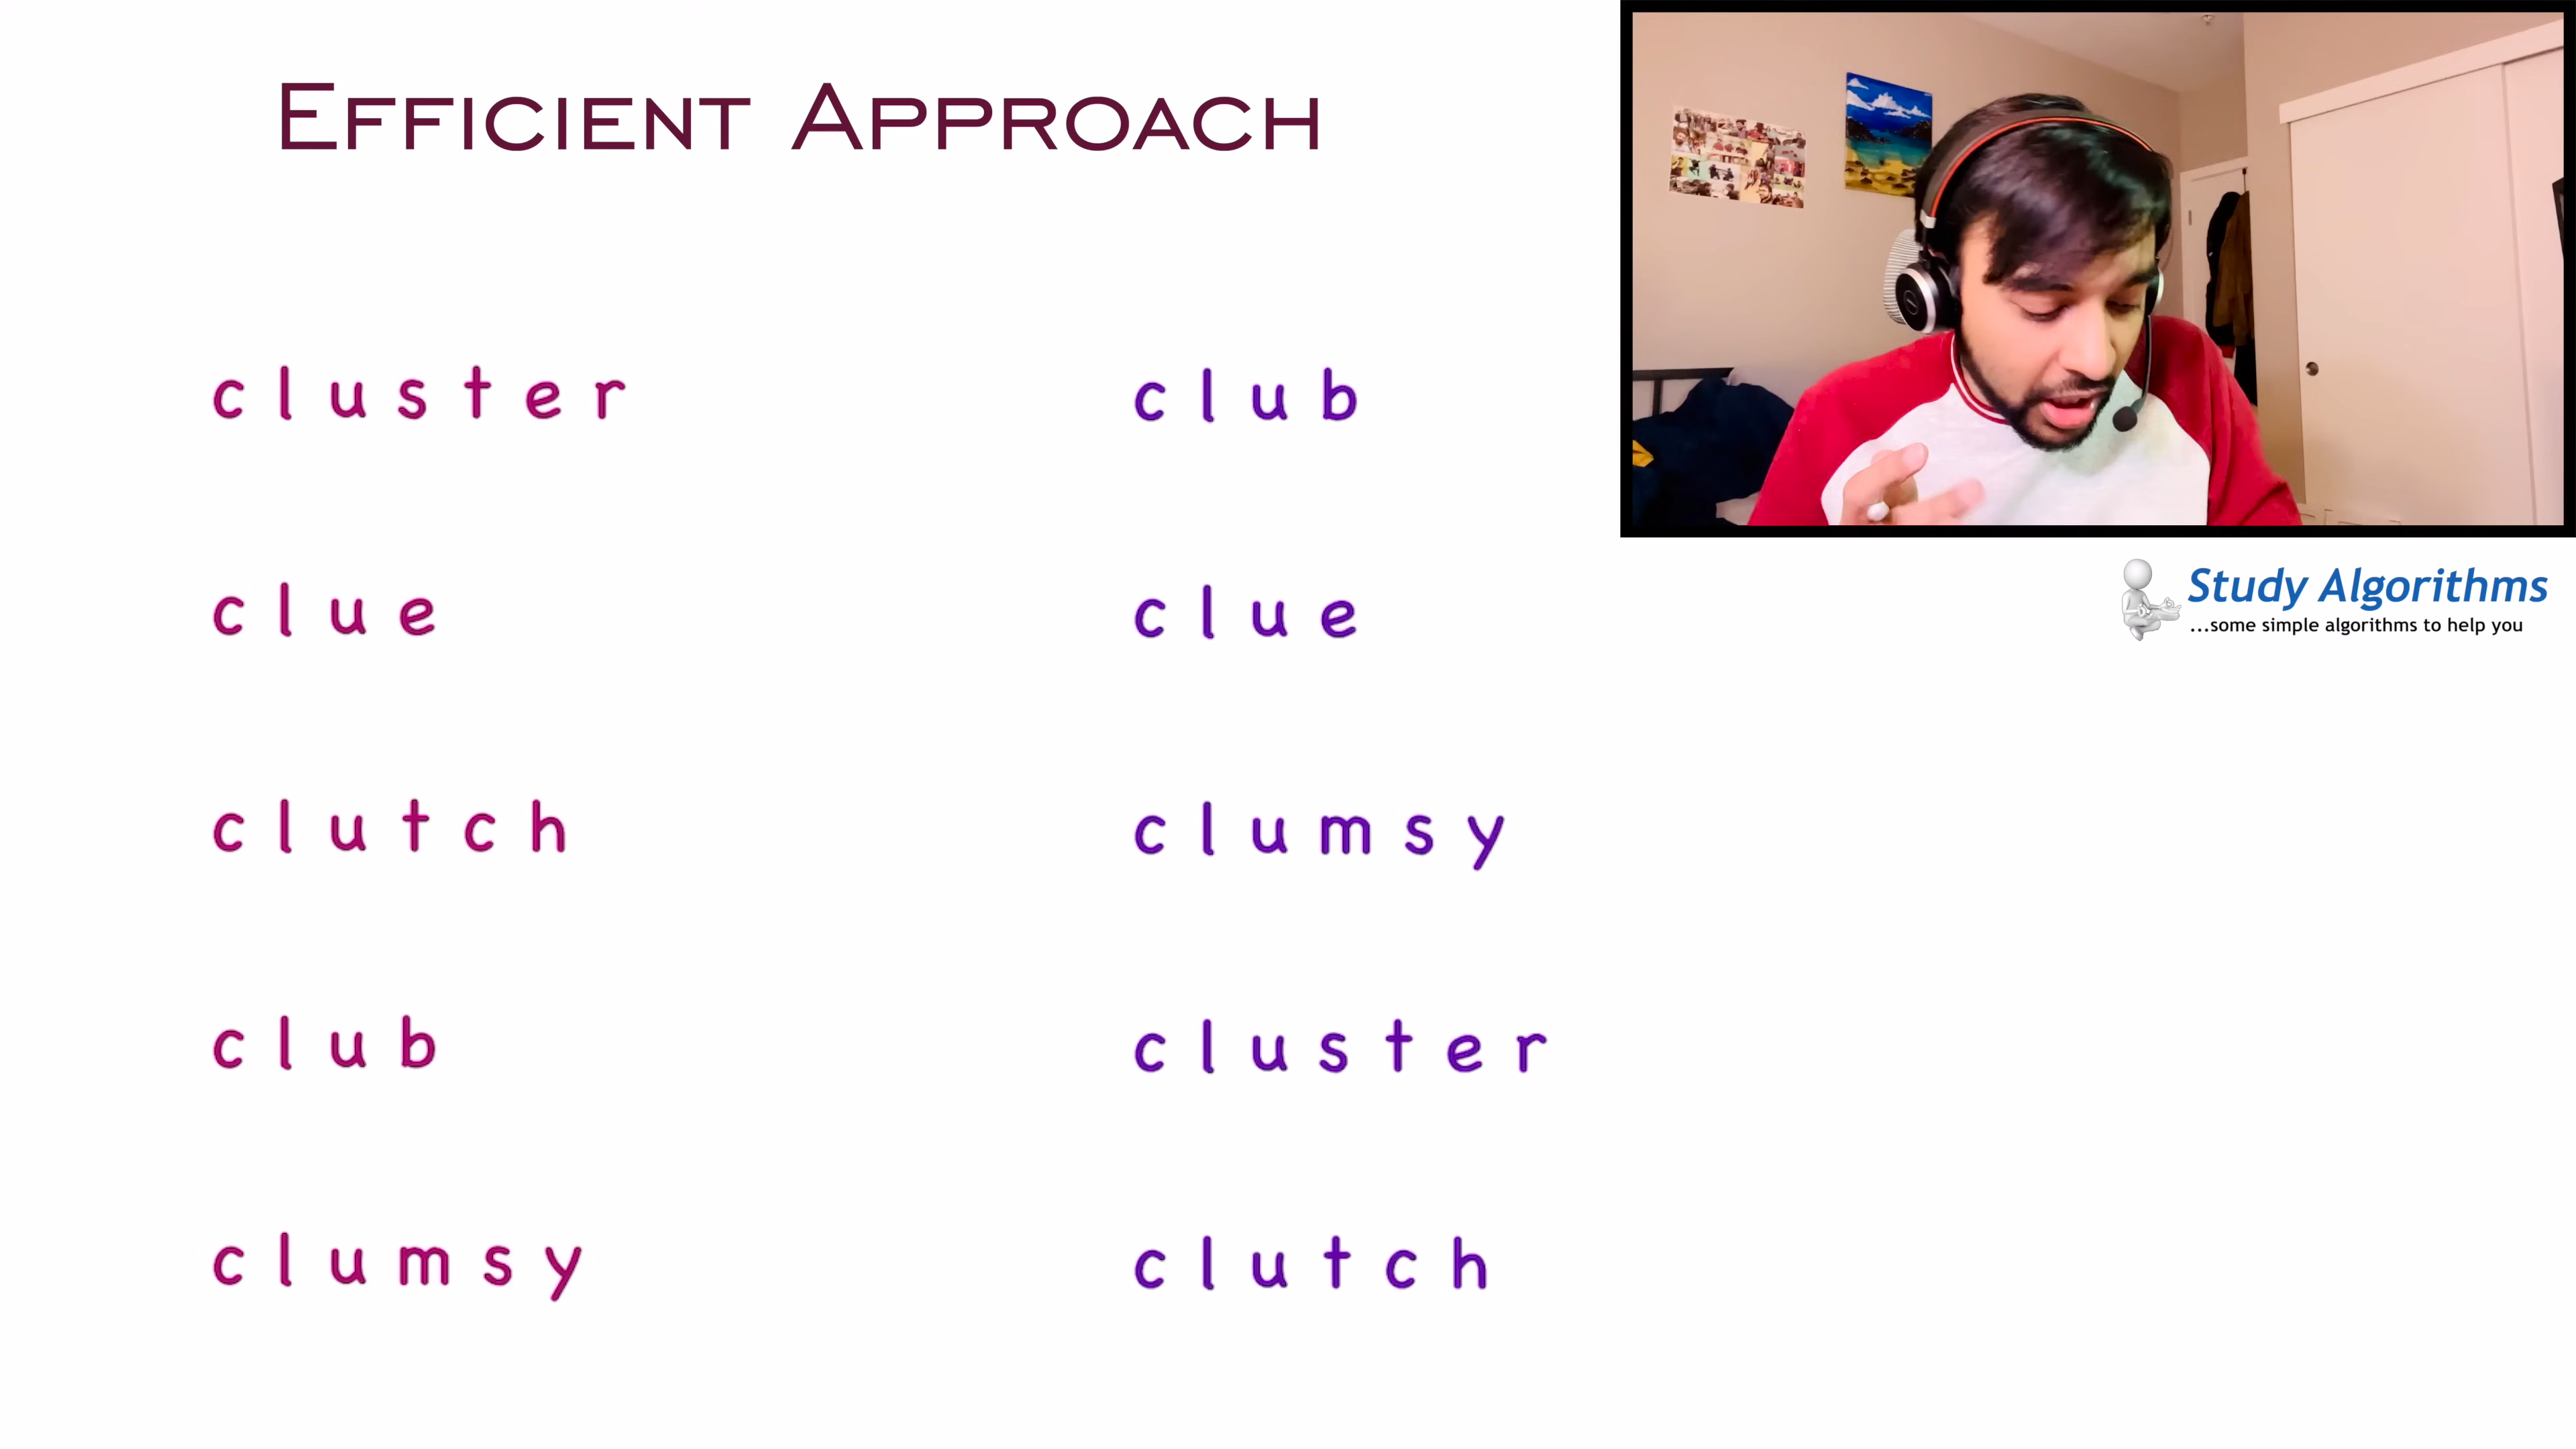 Efficient Approach
cluster
clue
clutch
club
clumsy
club
clue
clumsy
cluster
clutch
Study Algorithms
...some simple algorithms to help you